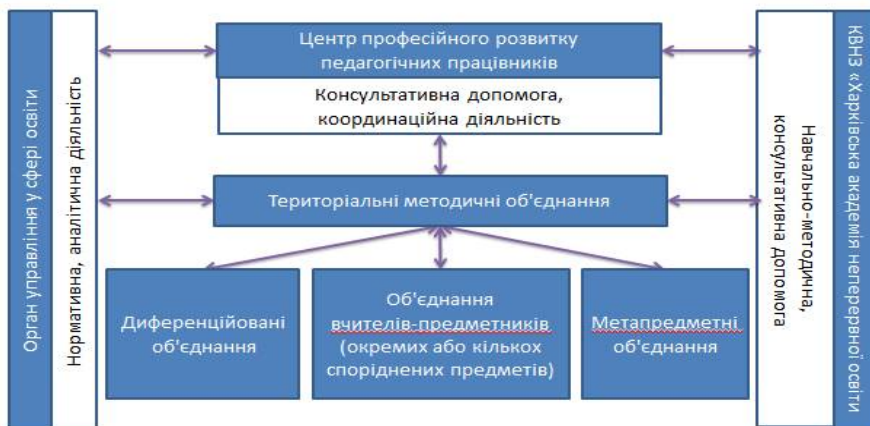 Орган управління у сфері освіти
Нормативна, аналітична діяльність
Центр професійного розвитку
педагогічних працівників
Консультативна допомога,
координаційна діяльність
Територіальні методичні об'єднання
Диференційовані
об'єднання
Об'єднання
вчителів-предметників
(окремих або кількох
споріднених предметів)
Метапредметні
об'єднання
Навчально-методична,
консультативна допомога
КВНЗ «Харківська академія неперервної освіти